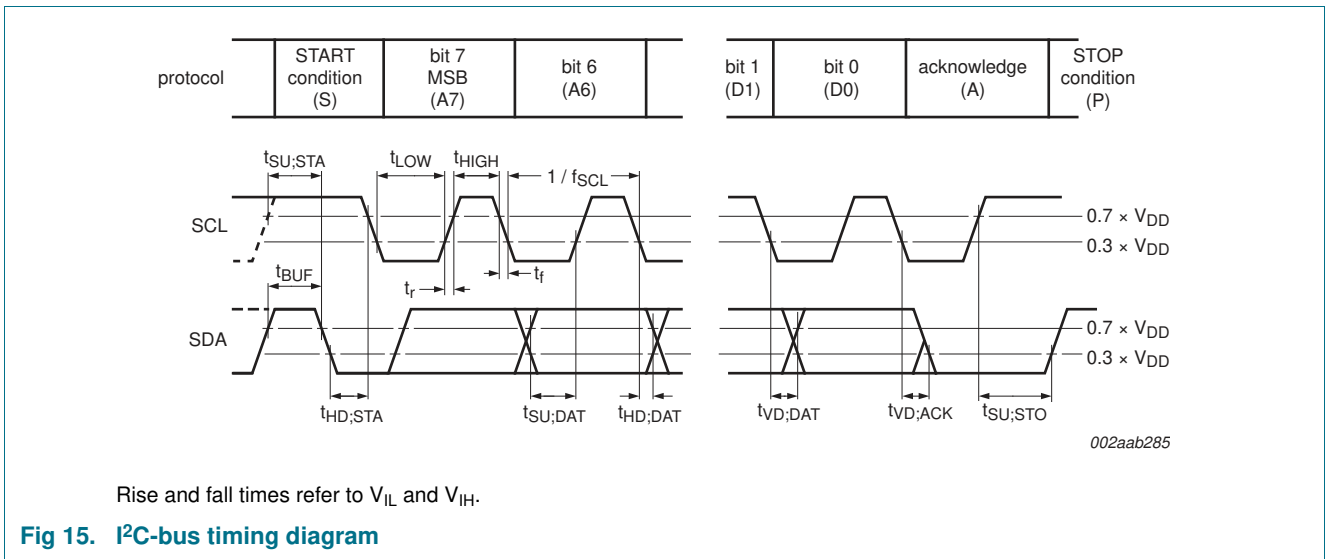 protocol
START
condition
(S)
bit 7
MSB
(A7)
bit 6
(A6)
bit 1
(D1)
bit 0
(D0)
acknowledge
(A)
STOP
condition
(P)
tSU;STA
tLOW
tHIGH
1 / fSCL
SCL
0.7 × VDD
0.3 × VDD
tBUF
tr
tf
SDA
0.7 × VDD
0.3 × VDD
tHD;STA
tSU;DAT
tHD;DAT
tVD;DAT
tVD;ACK
tSU;STO
002aab285
Rise and fall times refer to VIL and VIH.
Fig 15. I²C-bus timing diagram